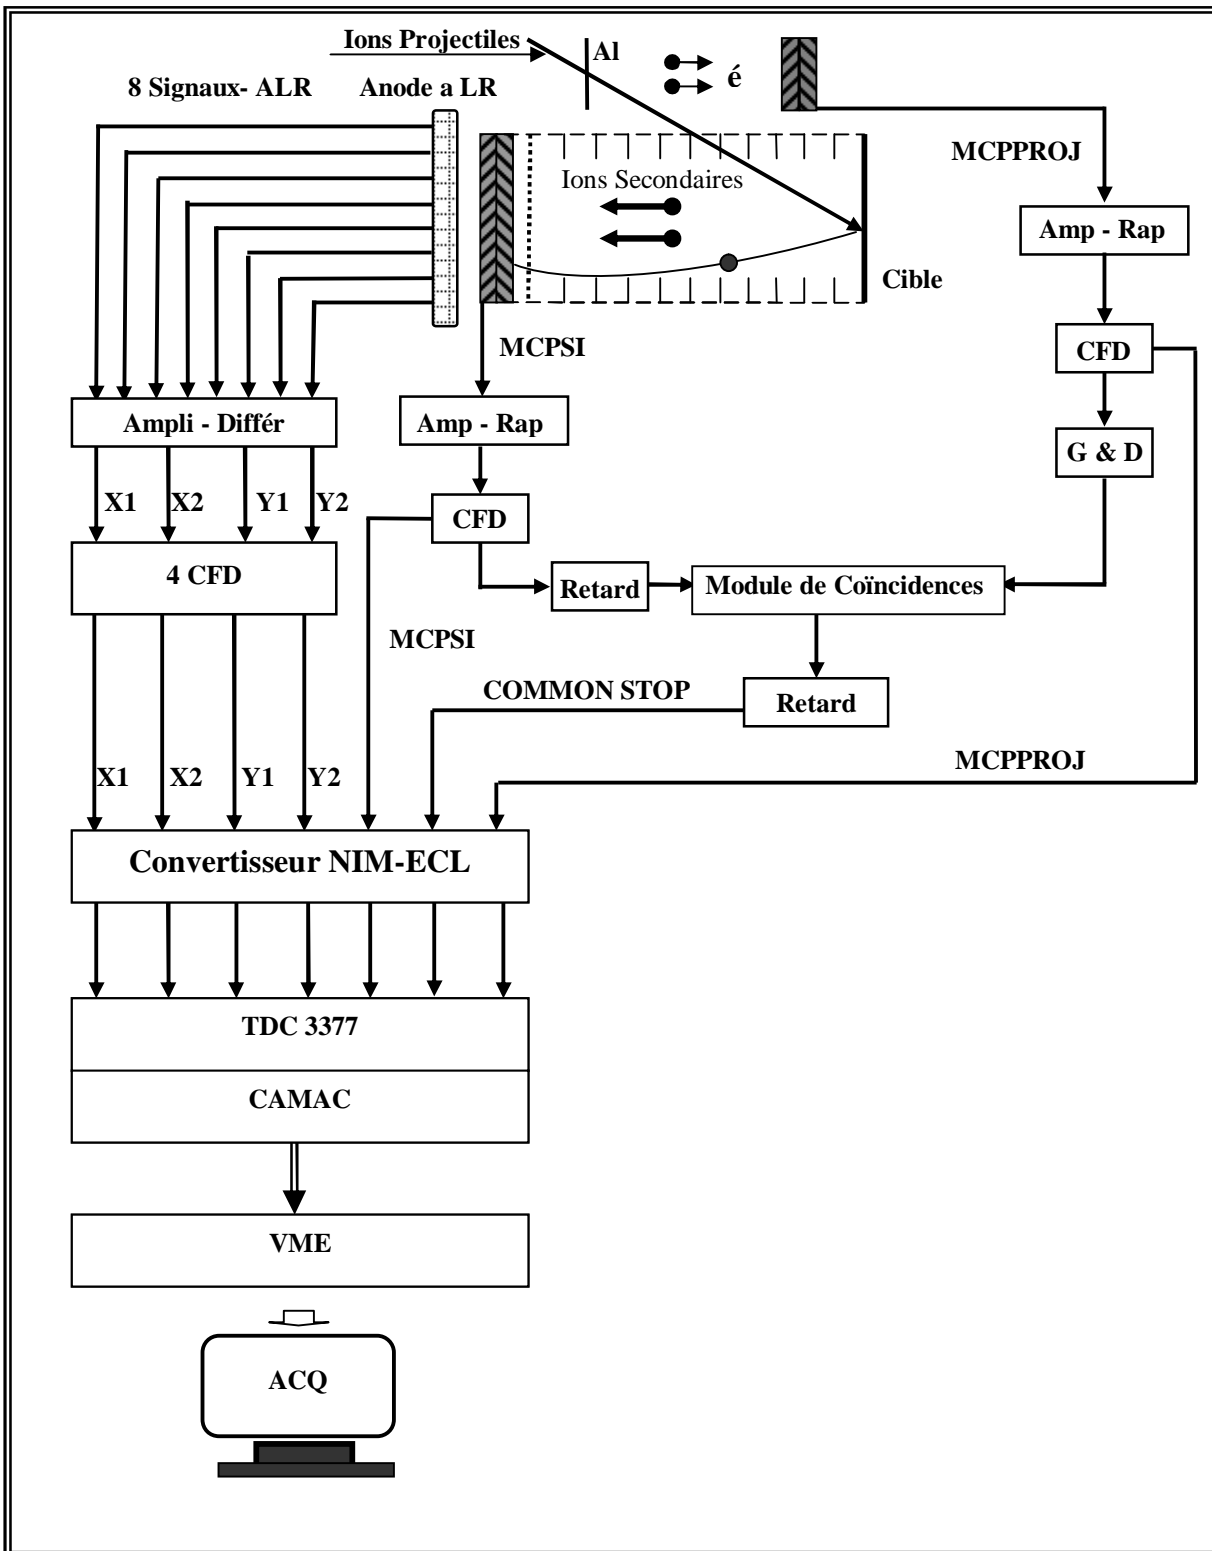 Ions Projectiles
Al
é
8 Signaux- ALR
Anode a LR
MCPPROJ
Ions Secondaires
Amp - Rap
Cible
MCPSI
CFD
Ampli - Différ
Amp - Rap
G & D
X1
X2
Y1
Y2
CFD
4 CFD
Retard
Module de Coïncidences
MCPSI
COMMON STOP
Retard
MCPPROJ
X1
X2
Y1
Y2
Convertisseur NIM-ECL
TDC 3377
CAMAC
VME
ACQ